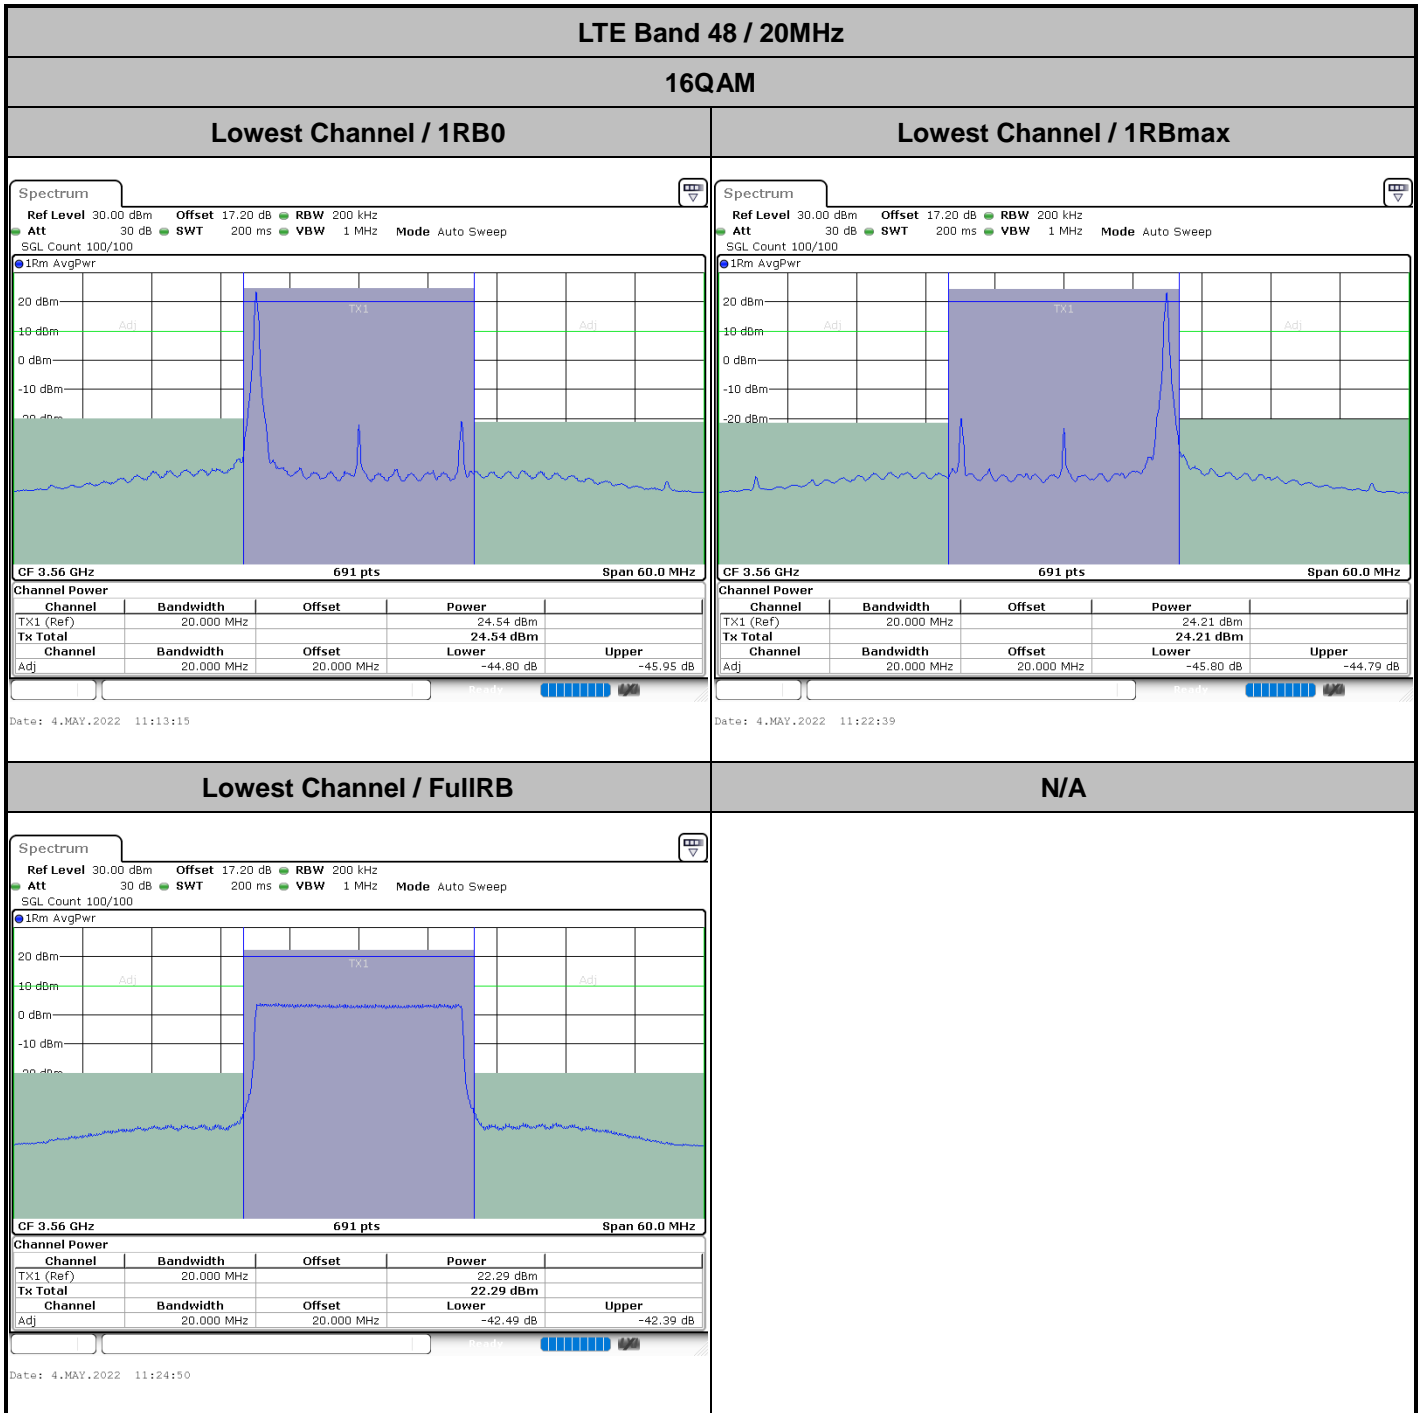 LTE Band 48 / 20MHz
16QAM
Lowest Channel / 1RB0
Lowest Channel / 1RBmax
Spectrum
Ref Level 30.00 dBm Offset 17.20 dB RBW 200 kHz
Att 30 dB SWT 200 ms VBW 1 MHz Mode Auto Sweep
SGL Count 100/100
1Rm AvgPwr
TX1
Adj
Adj
20 dBm
10 dBm
0 dBm
-10 dBm
-20 dBm
CF 3.56 GHz 691 pts Span 60.0 MHz
Channel Power
Channel Bandwidth Offset Power
TX1 (Ref) 20.000 MHz 24.54 dBm
Tx Total 24.54 dBm
Channel Bandwidth Offset Lower Upper
Adj 20.000 MHz 20.000 MHz -44.80 dB -45.95 dB
Ready
Date: 4.MAY.2022 11:13:15
Spectrum
Ref Level 30.00 dBm Offset 17.20 dB RBW 200 kHz
Att 30 dB SWT 200 ms VBW 1 MHz Mode Auto Sweep
SGL Count 100/100
1Rm AvgPwr
TX1
Adj
Adj
20 dBm
10 dBm
0 dBm
-10 dBm
-20 dBm
CF 3.56 GHz 691 pts Span 60.0 MHz
Channel Power
Channel Bandwidth Offset Power
TX1 (Ref) 20.000 MHz 24.21 dBm
Tx Total 24.21 dBm
Channel Bandwidth Offset Lower Upper
Adj 20.000 MHz 20.000 MHz -45.80 dB -44.79 dB
Ready
Date: 4.MAY.2022 11:22:39
Lowest Channel / FullRB
N/A
Spectrum
Ref Level 30.00 dBm Offset 17.20 dB RBW 200 kHz
Att 30 dB SWT 200 ms VBW 1 MHz Mode Auto Sweep
SGL Count 100/100
1Rm AvgPwr
TX1
Adj
Adj
20 dBm
10 dBm
0 dBm
-10 dBm
-20 dBm
CF 3.56 GHz 691 pts Span 60.0 MHz
Channel Power
Channel Bandwidth Offset Power
TX1 (Ref) 20.000 MHz 22.29 dBm
Tx Total 22.29 dBm
Channel Bandwidth Offset Lower Upper
Adj 20.000 MHz 20.000 MHz -42.49 dB -42.39 dB
Ready
Date: 4.MAY.2022 11:24:50